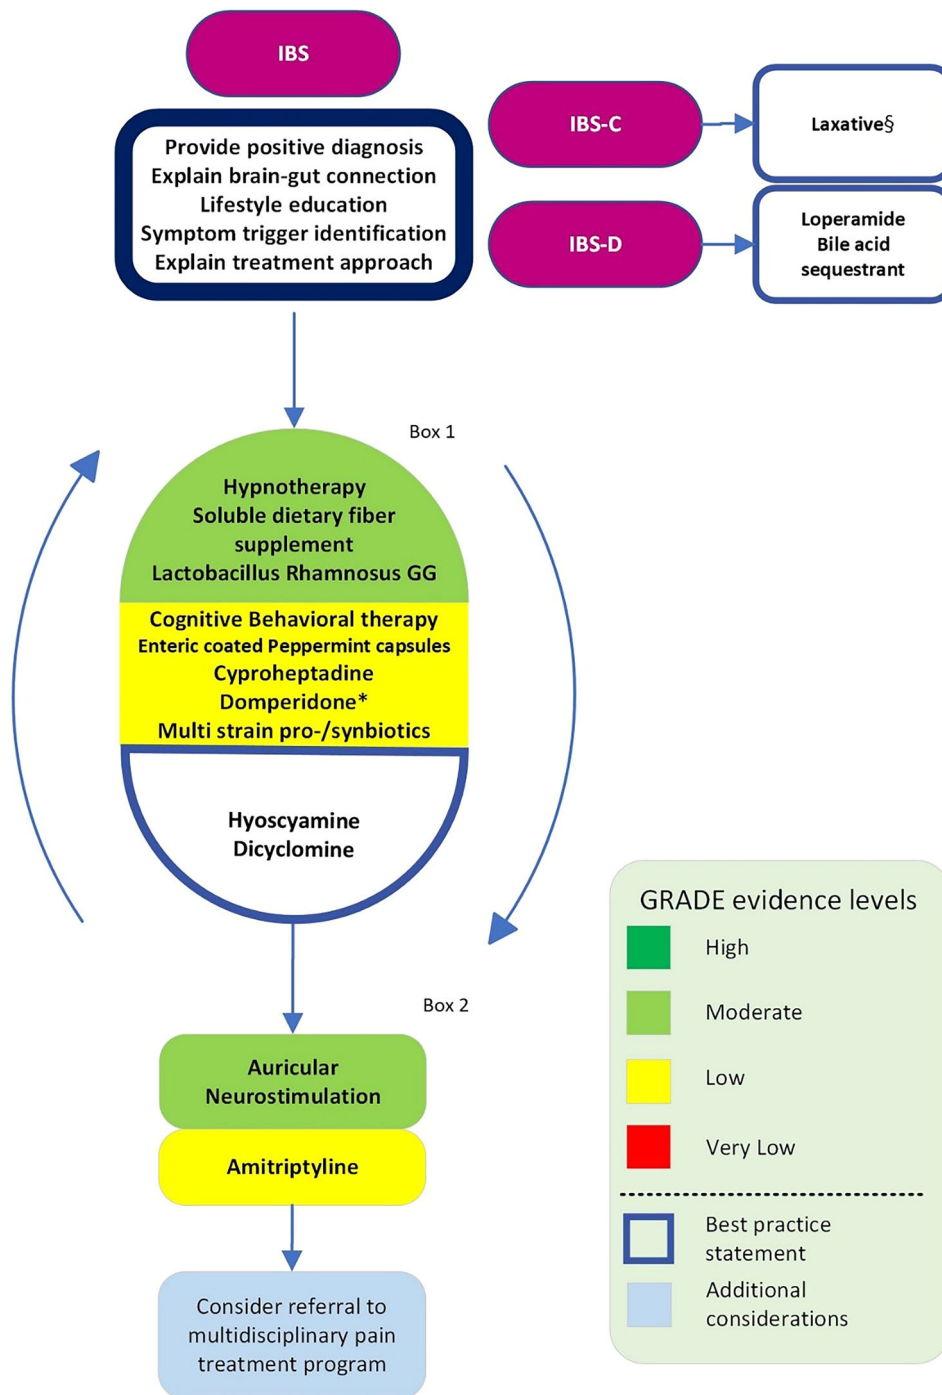 IBS
Provide positive diagnosis
Explain brain-gut connection
Lifestyle education
Symptom trigger identification
Explain treatment approach
IBS-C
Laxative§
IBS-D
Loperamide
Bile acid
sequestrant
Box 1
Hypnotherapy
Soluble dietary fiber
supplement
Lactobacillus Rhamnosus GG
Cognitive Behavioral therapy
Enteric coated Peppermint capsules
Cyproheptadine
Domperidone*
Multi strain pro-/synbiotics
Hyoscyamine
Dicyclomine
Box 2
Auricular
Neurostimulation
Amitriptyline
Consider referral to
multidisciplinary pain
treatment program
GRADE evidence levels
High
Moderate
Low
Very Low
Best practice
statement
Additional
considerations